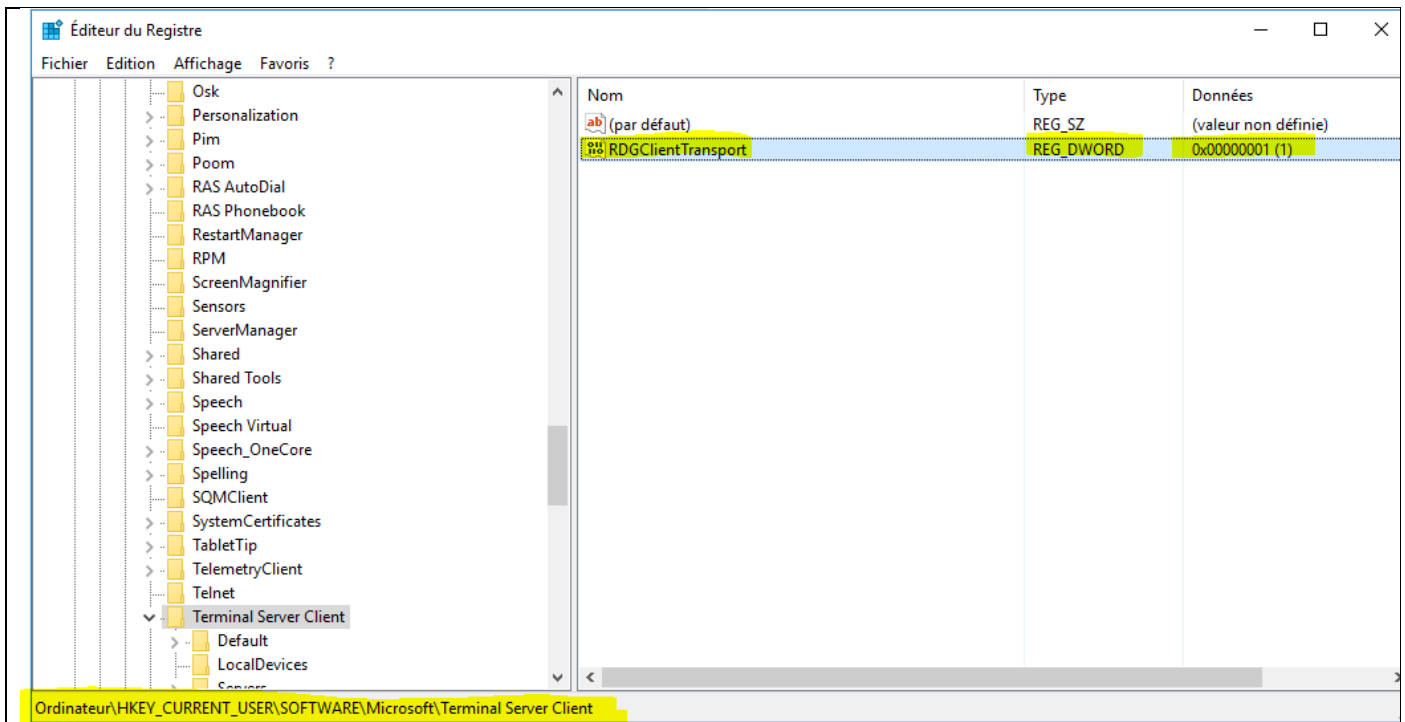 Éditeur du Registre
Fichier Edition Affichage Favoris ?
Osk
Personalization
Pim
Poom
RAS AutoDial
RAS Phonebook
RestartManager
RPM
ScreenMagnifier
Sensors
ServerManager
Shared
Shared Tools
Speech
Speech Virtual
Speech_OneCore
Spelling
SQMClient
SystemCertificates
TabletTip
TelemetryClient
Telnet
Terminal Server Client
Default
LocalDevices
Servers
Nom Type Données
ab (par défaut) REG_SZ (valeur non définie)
RDGClientTransport REG_DWORD 0x00000001 (1)
Ordinateur\HKEY_CURRENT_USER\SOFTWARE\Microsoft\Terminal Server Client